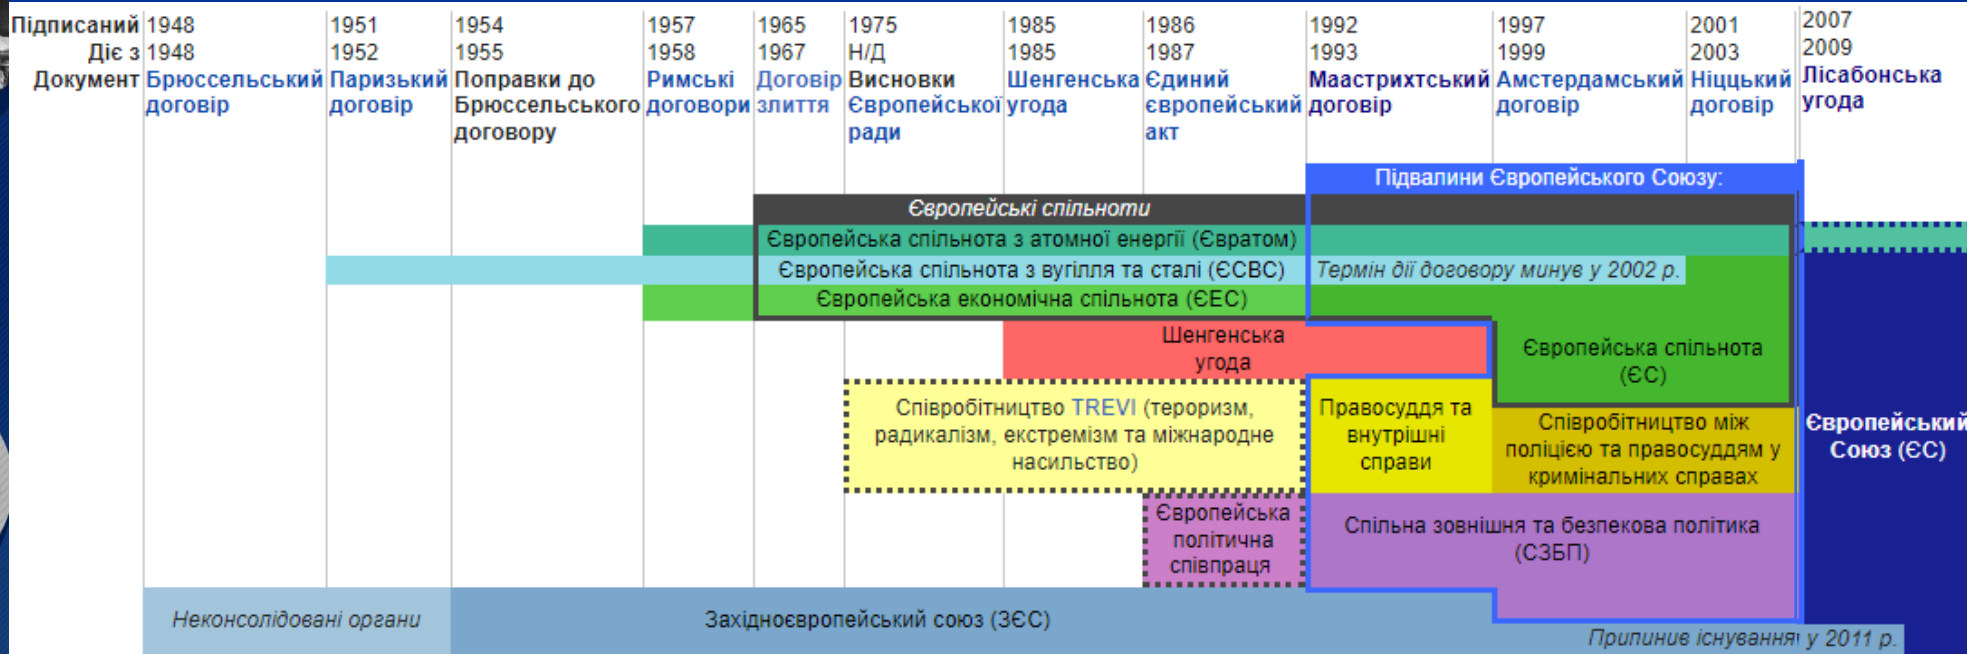 Підписаний 1948 1951 1954 1957 1965 1975 1985 1986 1992 1997 2001 2007
Діє з 1948 1952 1955 1958 1967 Н/Д 1985 1987 1993 1999 2003 2009
Документ Брюссельський Паризький Поправки до Римські Договір Висновки Шенгенська Єдиний Маастрихтський Амстердамський Ніццький Лісабонська
договір договір Брюссельського договори злиття Європейської угода європейський договір договір договір угода
договору ради акт
Підвалини Європейського Союзу:
Європейські спільноти
Європейська спільнота з атомної енергії (Євратом)
Європейська спільнота з вугілля та сталі (ЄСВС) Термін дії договору минув у 2002 р.
Європейська економічна спільнота (ЄЕС)
Шенгенська
угода
Європейська спільнота
(ЄС)
Співробітництво TREVI (тероризм,
радикалізм, екстремізм та міжнародне
насильство)
Правосуддя та
внутрішні
справи
Співробітництво між
поліцією та правосуддям у
кримінальних справах
Європейський
Союз (ЄС)
Європейська
політична
співпраця
Спільна зовнішня та безпекова політика
(СЗБП)
Неконсолідовані органи
Західноєвропейський союз (ЗЄС)
Припинив існування у 2011 р.